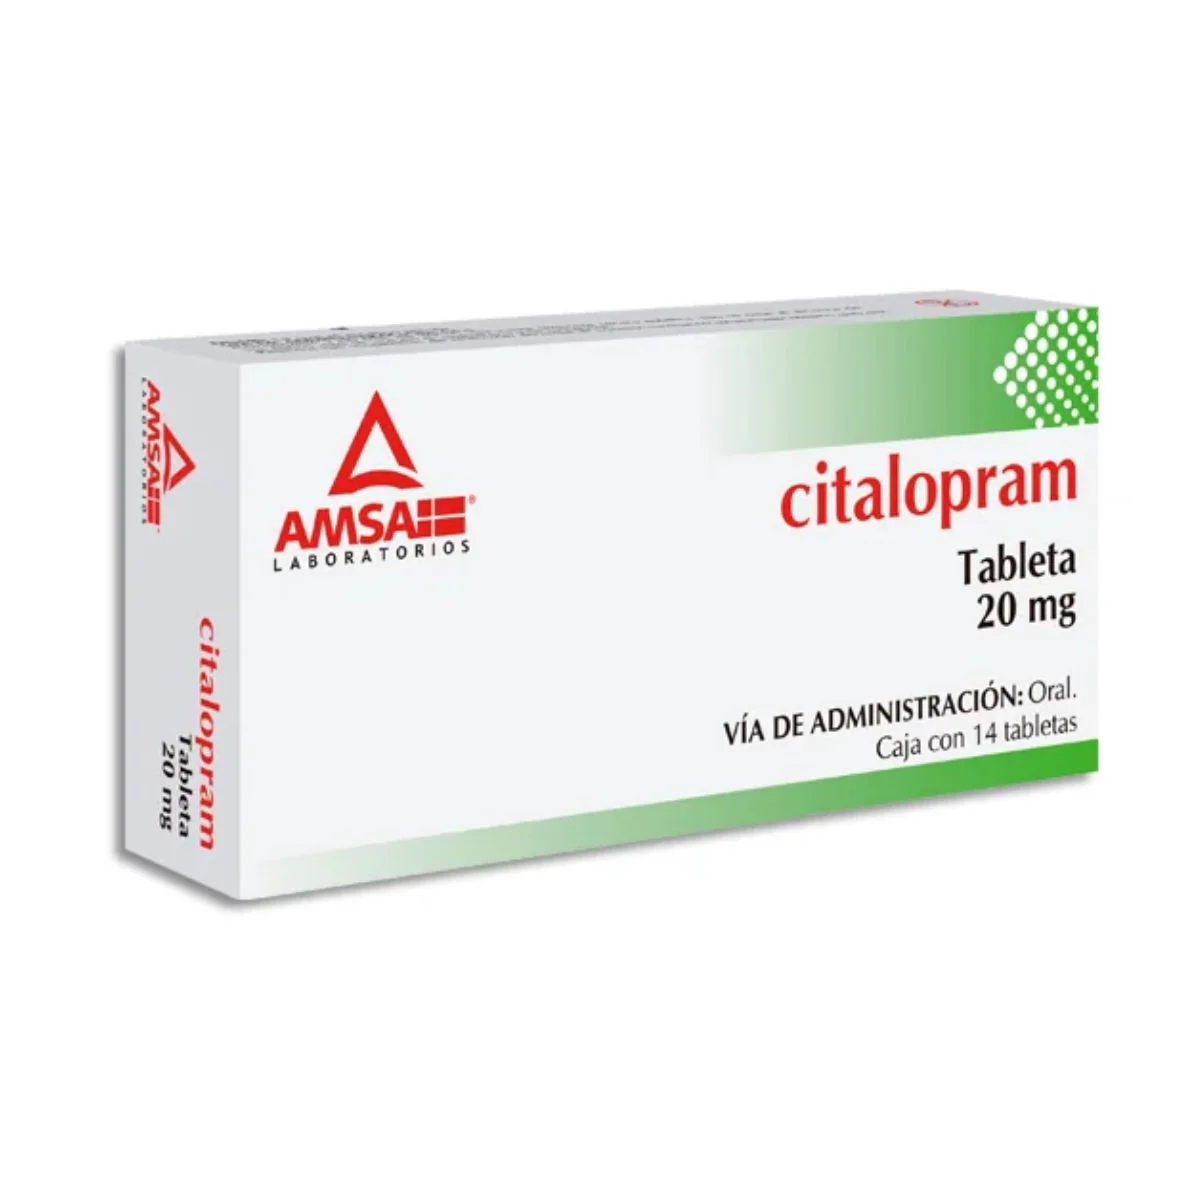 AMSA
LABORATORIOS
citalopram
Tableta
20 mg
VÍA DE ADMINISTRACIÓN: Oral.
Caja con 14 tabletas
AMSA
LABORATORIOS
citalopram
Tableta
20 mg